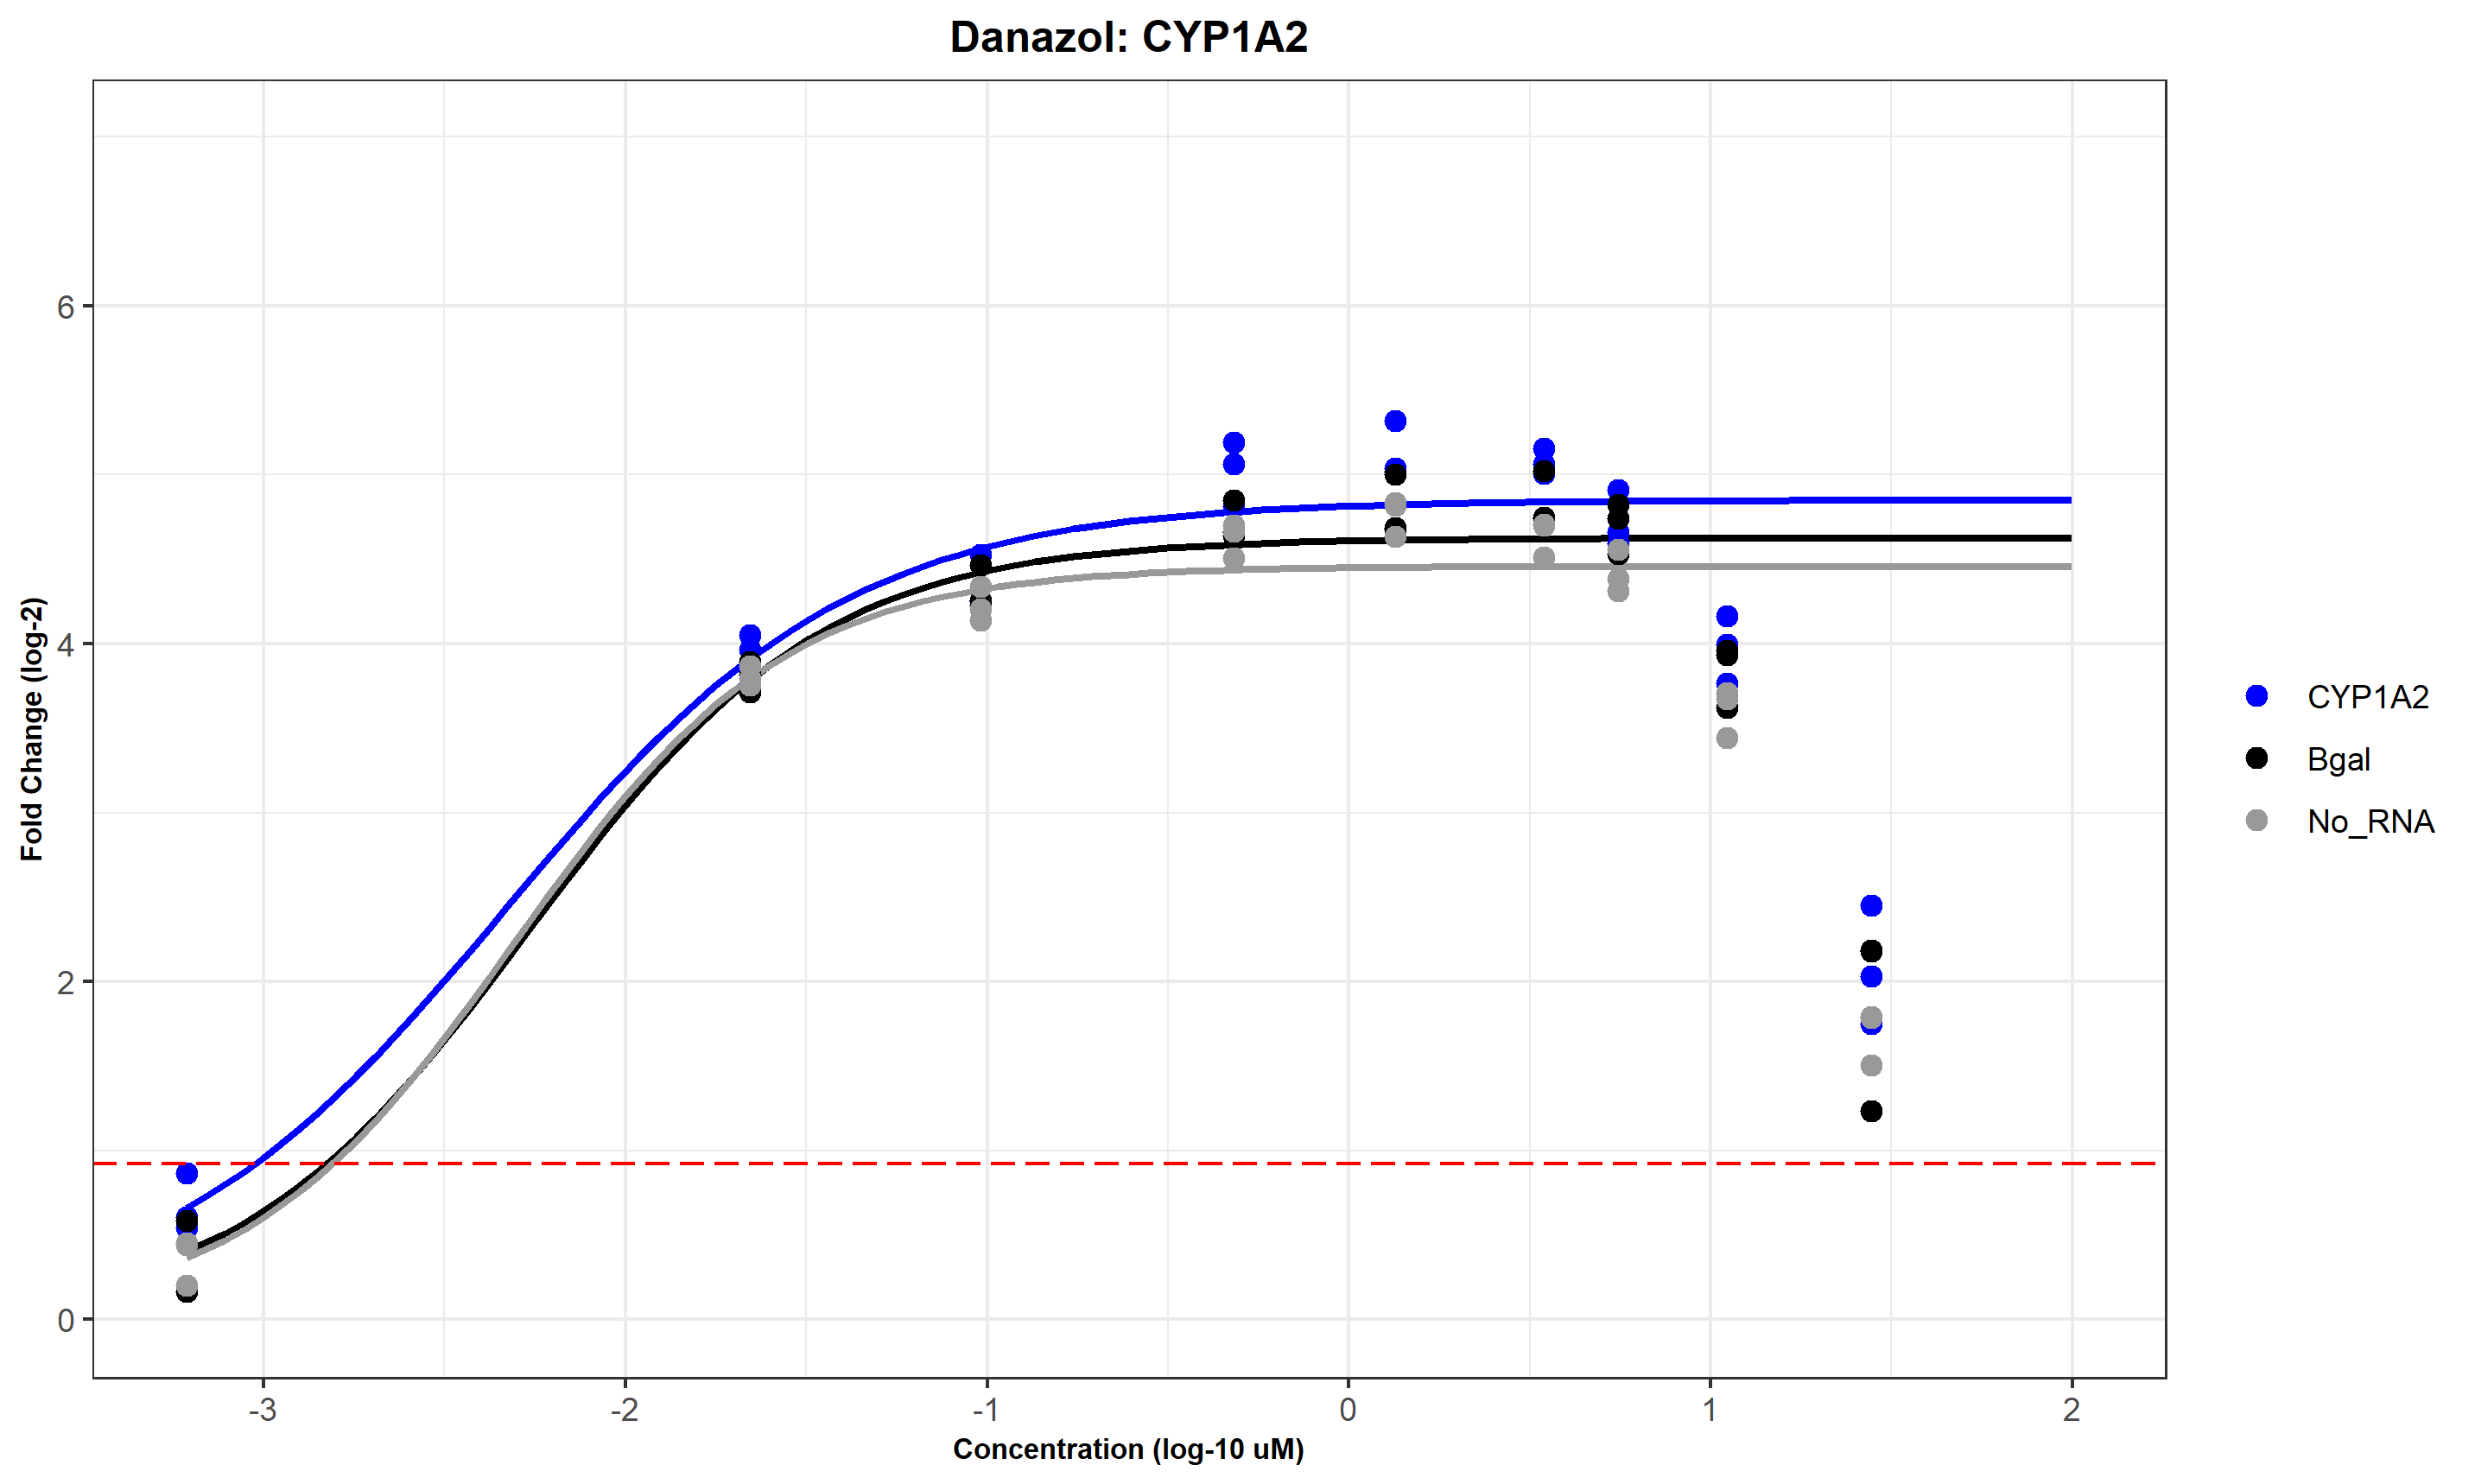 Danazol: CYP1A2
Fold Change (log-2)
6
4
2
0
-3
-2
-1
0
1
2
Concentration (log-10 uM)
CYP1A2
Bgal
No_RNA